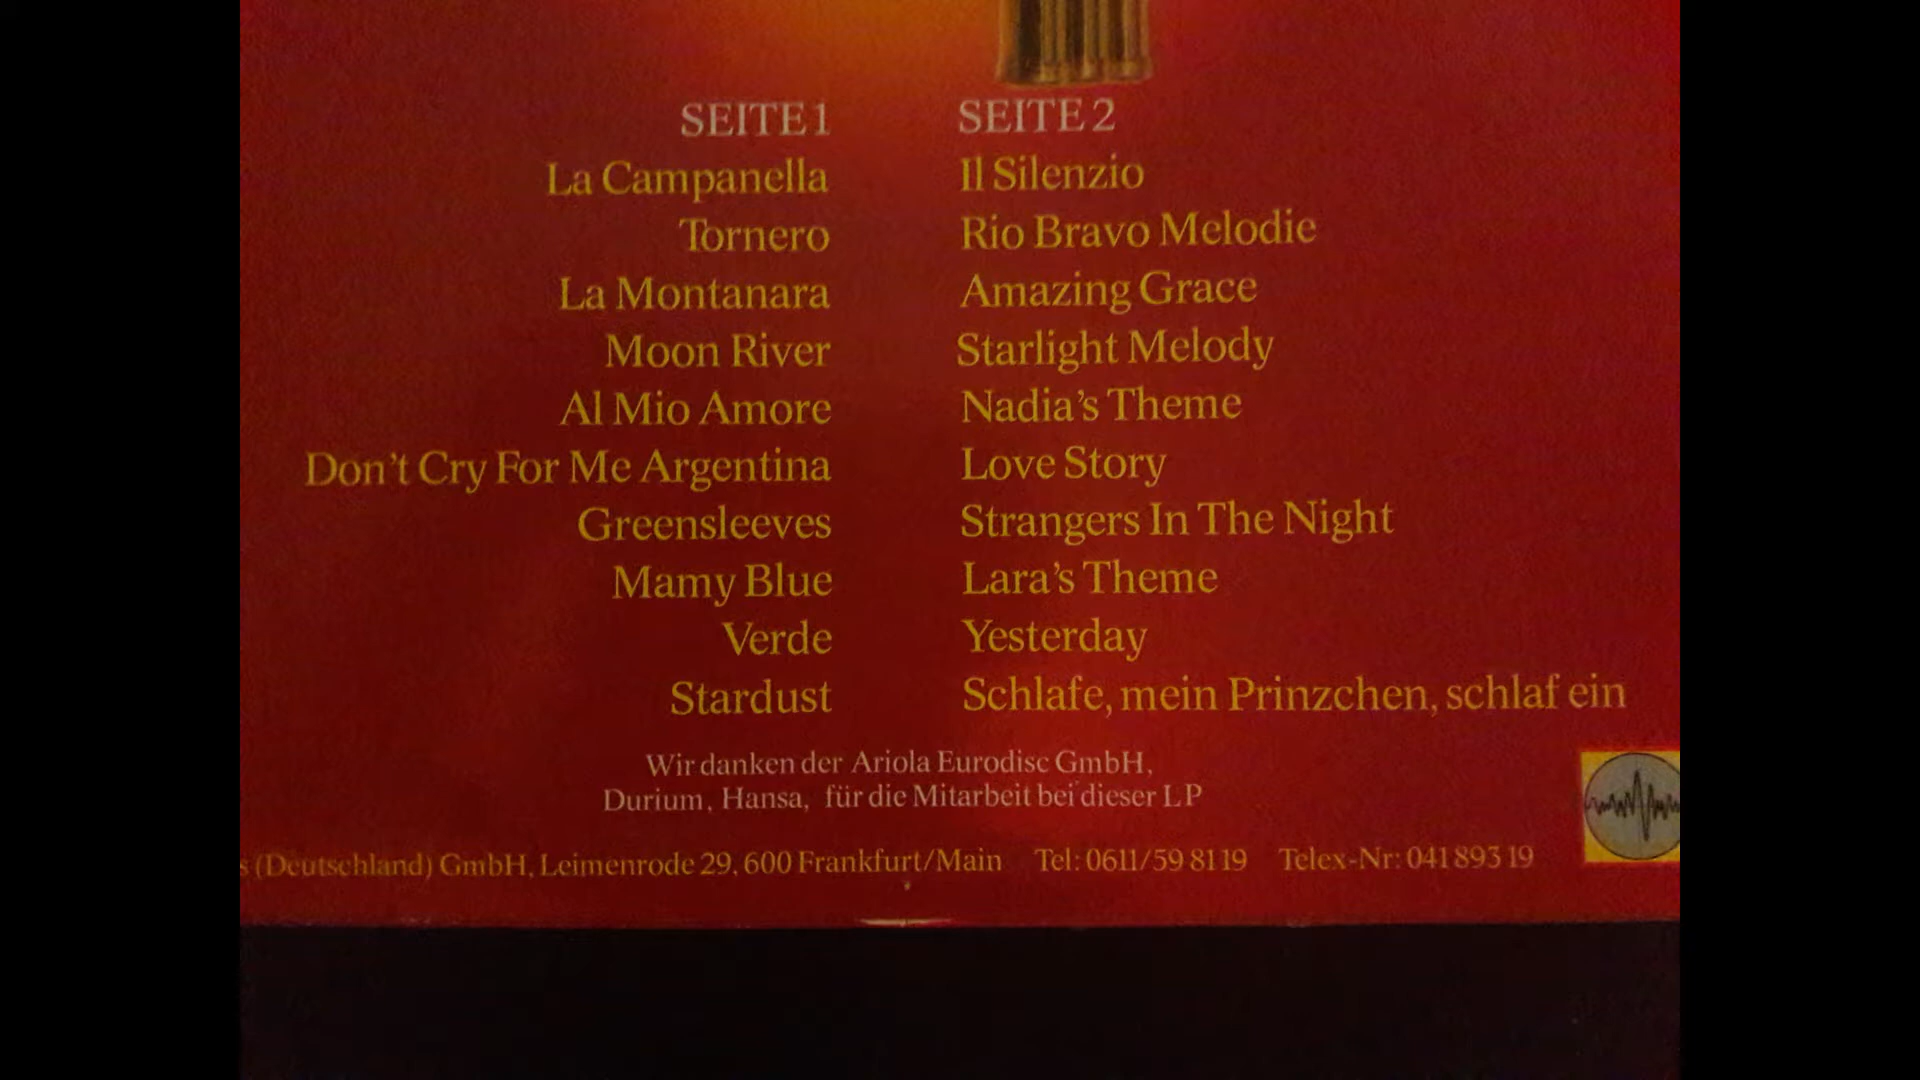 SEITE 1
La Campanella
Tornero
La Montanara
Moon River
Al Mio Amore
Don't Cry For Me Argentina
Greensleeves
Mamy Blue
Verde
Stardust
SEITE 2
Il Silenzio
Rio Bravo Melodie
Amazing Grace
Starlight Melody
Nadia's Theme
Love Story
Strangers In The Night
Lara's Theme
Yesterday
Schlafe, mein Prinzchen, schlaf ein
Wir danken der Ariola Eurodisc GmbH,
Durium, Hansa, für die Mitarbeit bei dieser LP
s (Deutschland) GmbH, Leimenrode 29, 600 Frankfurt/Main Tel: 0611/59 81 19 Telex-Nr: 041 893 19